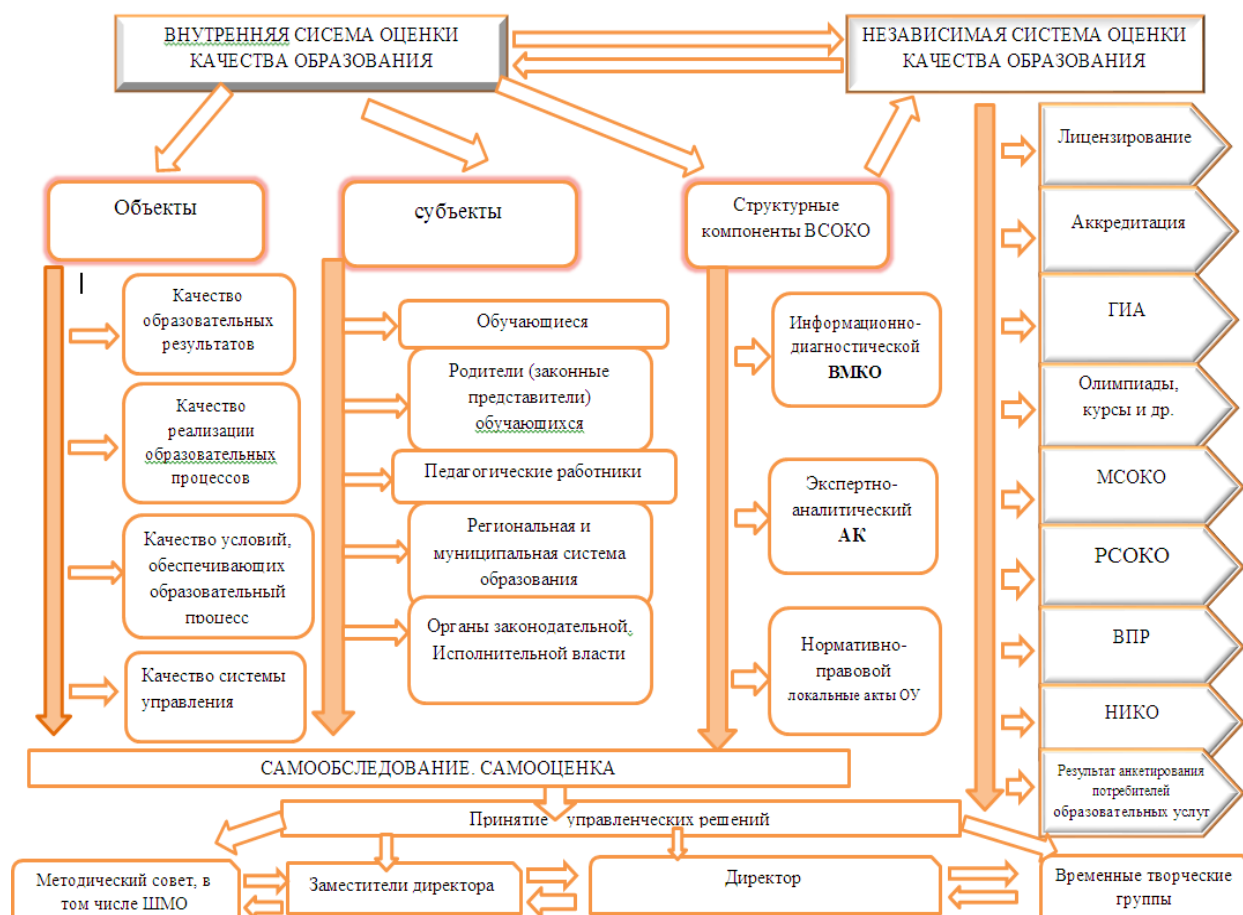 ВНУТРЕННЯЯ СИСЕМА ОЦЕНКИ
КАЧЕСТВА ОБРАЗОВАНИЯ
НЕЗАВИСИМАЯ СИСТЕМА ОЦЕНКИ
КАЧЕСТВА ОБРАЗОВАНИЯ
Объекты
субъекты
Структурные
компоненты ВСОКО
Качество
образовательных
результатов
Качество
реализации
образовательных
процессов
Качество условий,
обеспечивающих
образовательный
процесс
Качество системы
управления
Обучающиеся
Родители (законные
представители)
обучающихся
Педагогические работники
Региональная и
муниципальная система
образования
Органы законодательной,
Исполнительной власти
Информационно-
диагностической
ВМКО
Экспертно-
аналитический
АК
Нормативно-
правовой
локальные акты ОУ
Лицензирование
Аккредитация
ГИА
Олимпиады,
курсы и др.
МСОКО
РСОКО
ВПР
НИКО
Результат анкетирования
потребителей
образовательных услуг
САМООБСЛЕДОВАНИЕ. САМООЦЕНКА
Принятие управленческих решений
Методический совет, в
том числе ШМО
Заместители директора
Директор
Временные творческие
группы